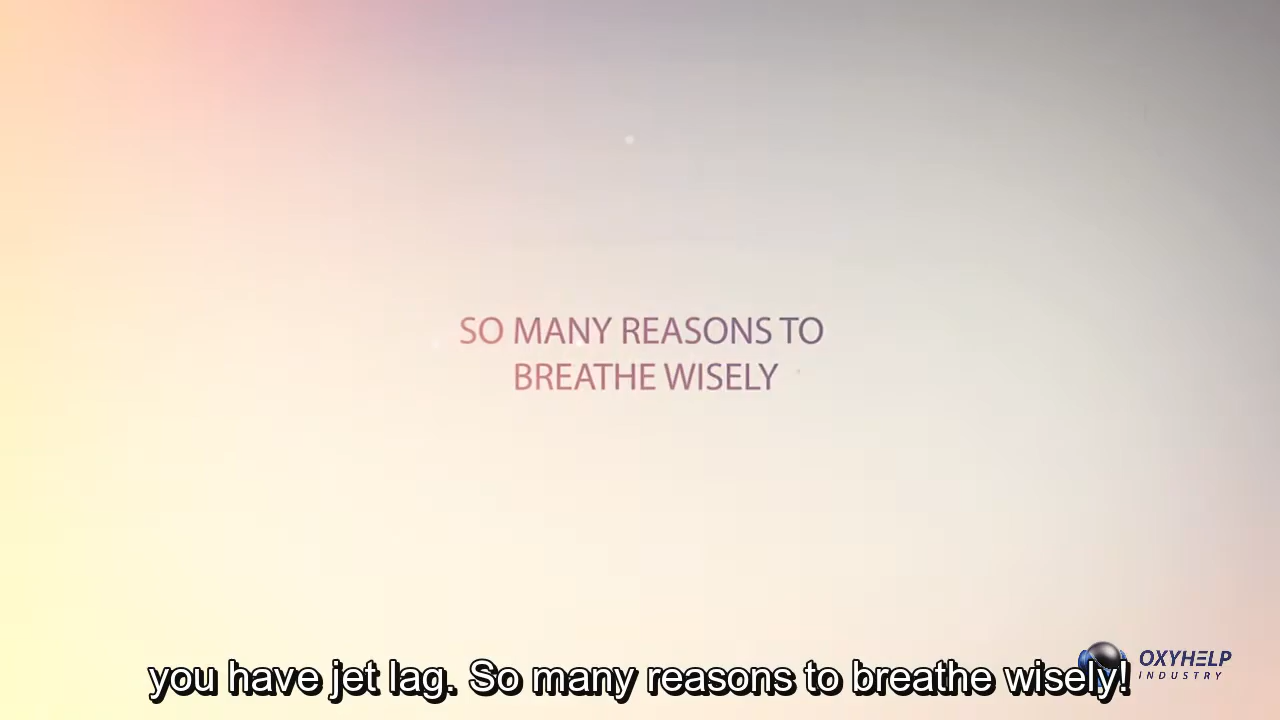 SO MANY REASONS TO
BREATHE WISELY
OXYHELP
INDUSTRY
you have jet lag. So many reasons to breathe wisely!